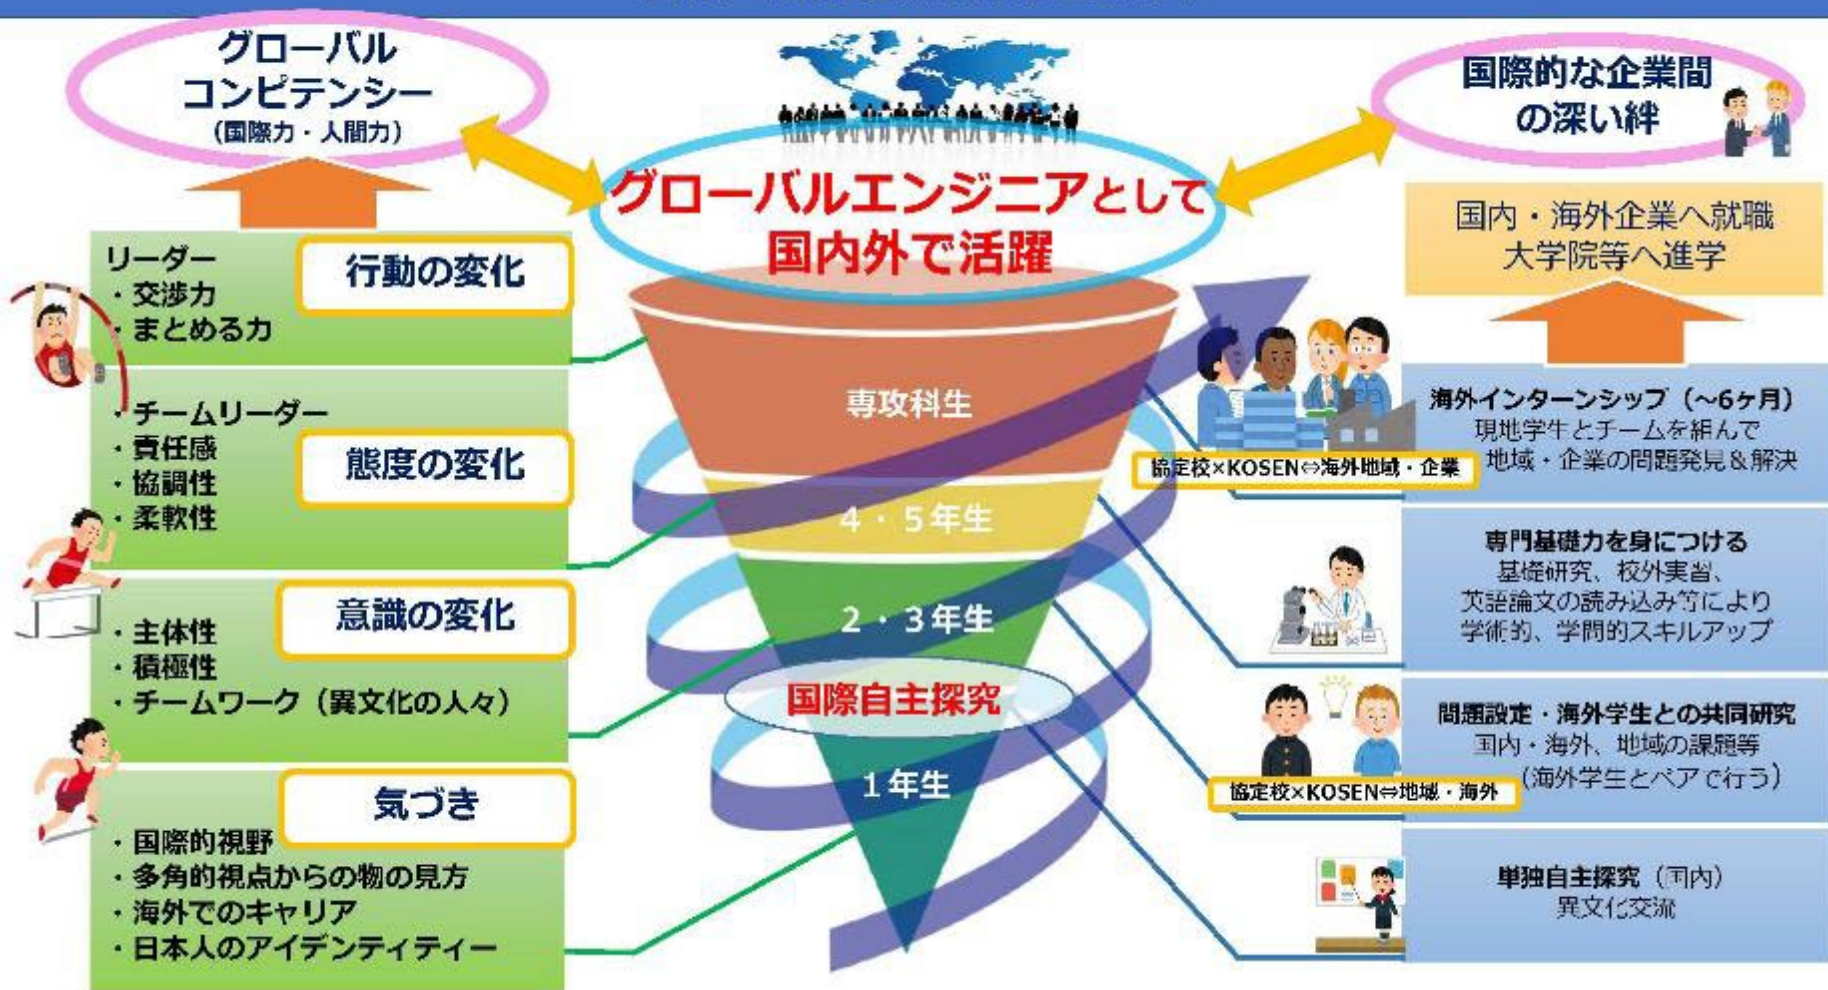 グローバル
コンピテンシー
(国際力・人間力)
国際的な企業間
の深い絆
グローバルエンジニアとして
国内外で活躍
国内・海外企業へ就職
大学院等へ進学
リーダー
・交渉力
・まとめる力
行動の変化
・チームリーダー
・責任感
・協調性
・柔軟性
態度の変化
・主体性
・積極性
・チームワーク（異文化の人々）
意識の変化
気づき
・国際的視野
・多角的視点からの物の見方
・海外でのキャリア
・日本人のアイデンティティー
専攻科生
4・5年生
2・3年生
国際自主探究
1年生
海外インターンシップ（～6ヶ月）
現地学生とチームを組んで
地域・企業の問題発見＆解決
協定校×KOSEN⇔海外地域・企業
専門基礎力を身につける
基礎研究、校外実習、
英語論文の読み込み等により
学術的、学問的スキルアップ
問題設定・海外学生との共同研究
国内・海外、地域の課題等
(海外学生とペアで行う)
協定校×KOSEN⇔地域・海外
単独自主探究（国内）
異文化交流